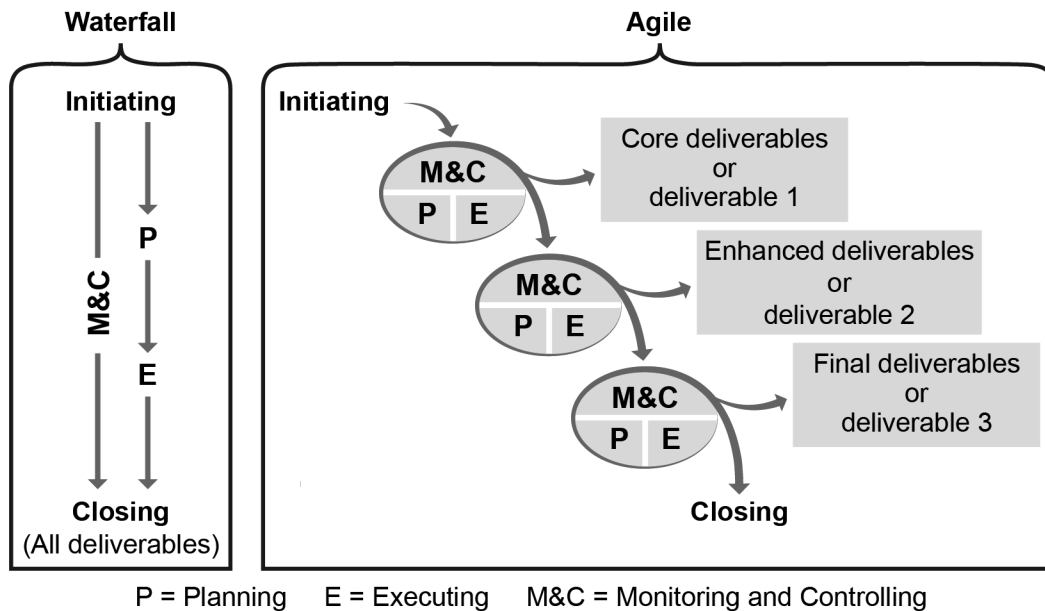 Waterfall
Initiating
P
M&C
E
Closing
(All deliverables)
Agile
Initiating
M&C
P E
Core deliverables
or
deliverable 1
M&C
P E
Enhanced deliverables
or
deliverable 2
M&C
P E
Final deliverables
or
deliverable 3
Closing
P = Planning E = Executing M&C = Monitoring and Controlling